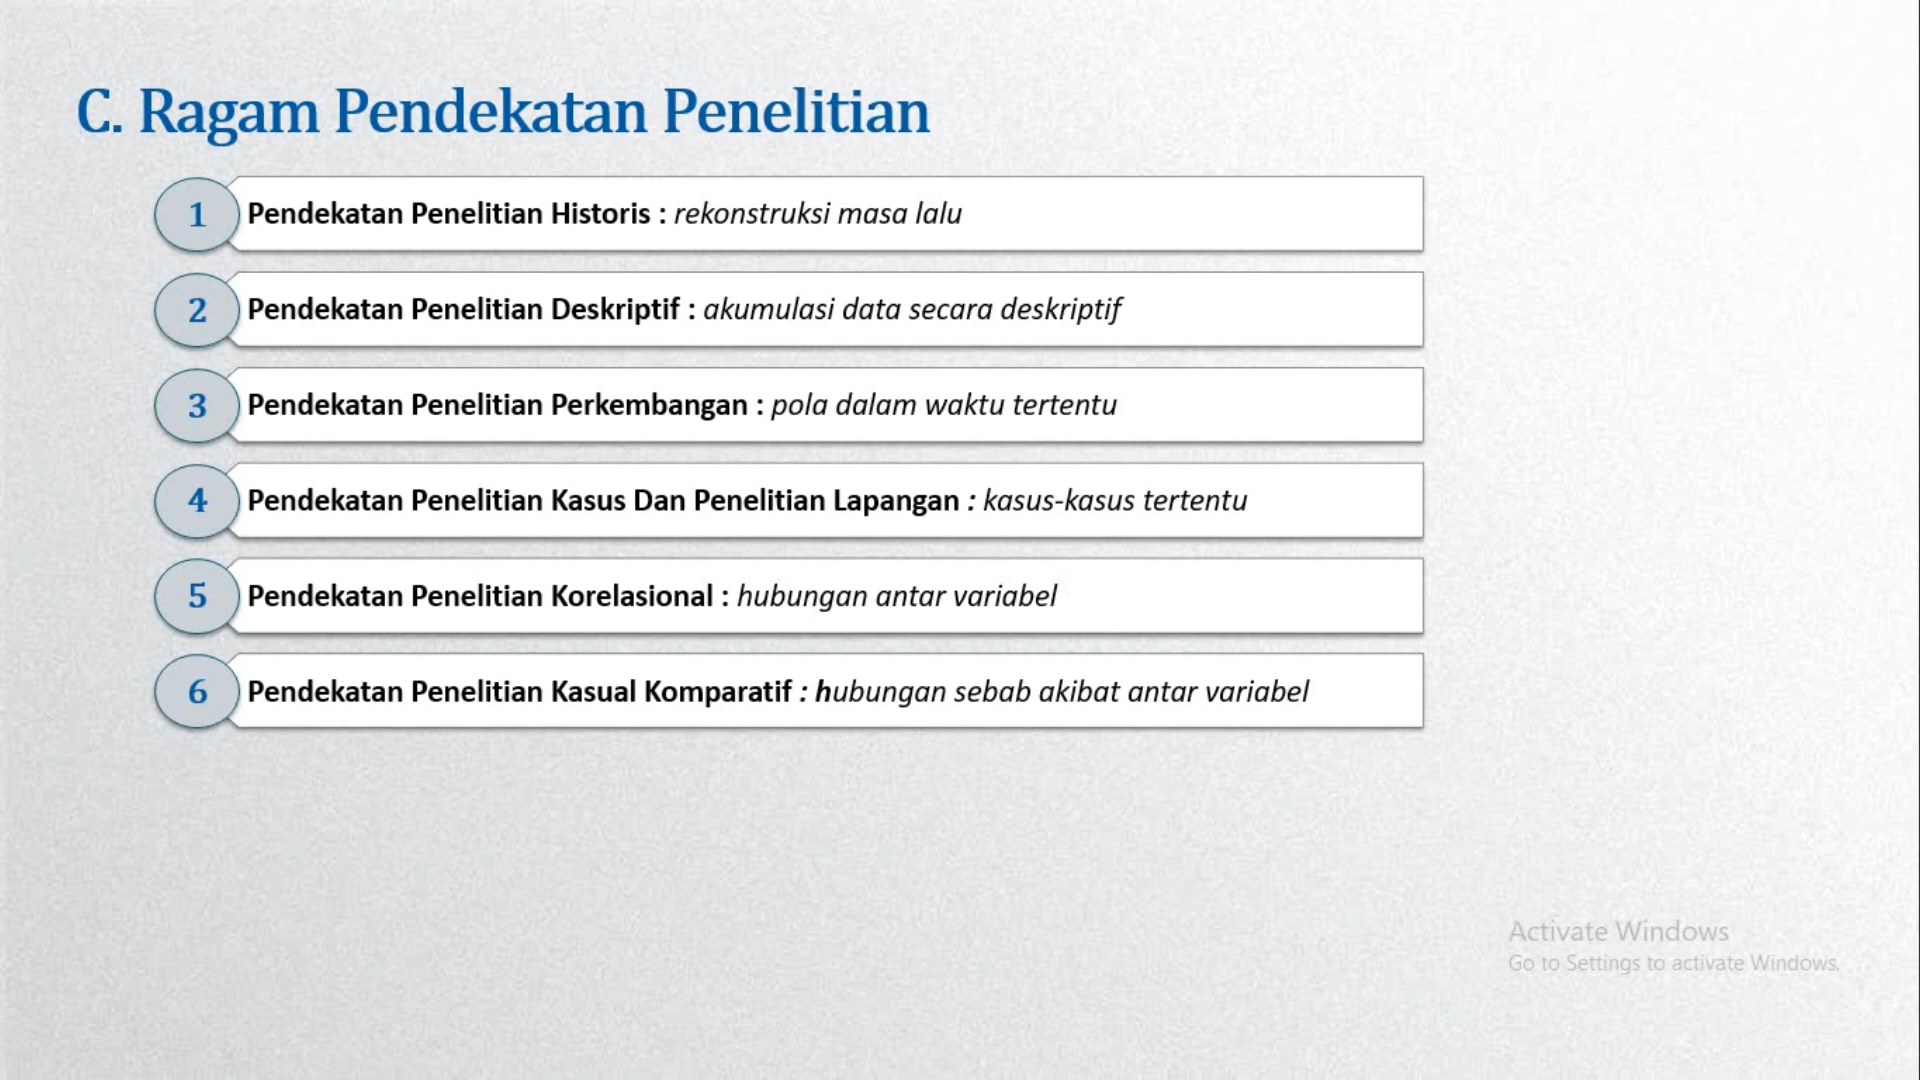 C. Ragam Pendekatan Penelitian
1 Pendekatan Penelitian Historis : rekonstruksi masa lalu
2 Pendekatan Penelitian Deskriptif : akumulasi data secara deskriptif
3 Pendekatan Penelitian Perkembangan : pola dalam waktu tertentu
4 Pendekatan Penelitian Kasus Dan Penelitian Lapangan : kasus-kasus tertentu
5 Pendekatan Penelitian Korelasional : hubungan antar variabel
6 Pendekatan Penelitian Kasual Komparatif : hubungan sebab akibat antar variabel
Activate Windows
Go to Settings to activate Windows.